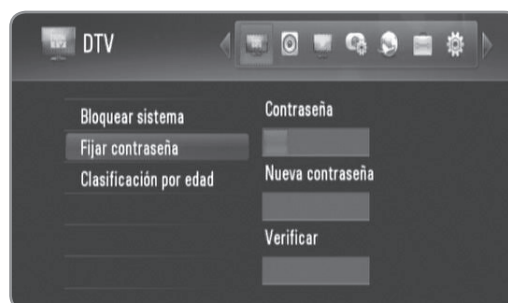 DTV
Bloquear sistema
Fijar contraseña
Clasificación por edad
Contraseña
Nueva contraseña
Verificar